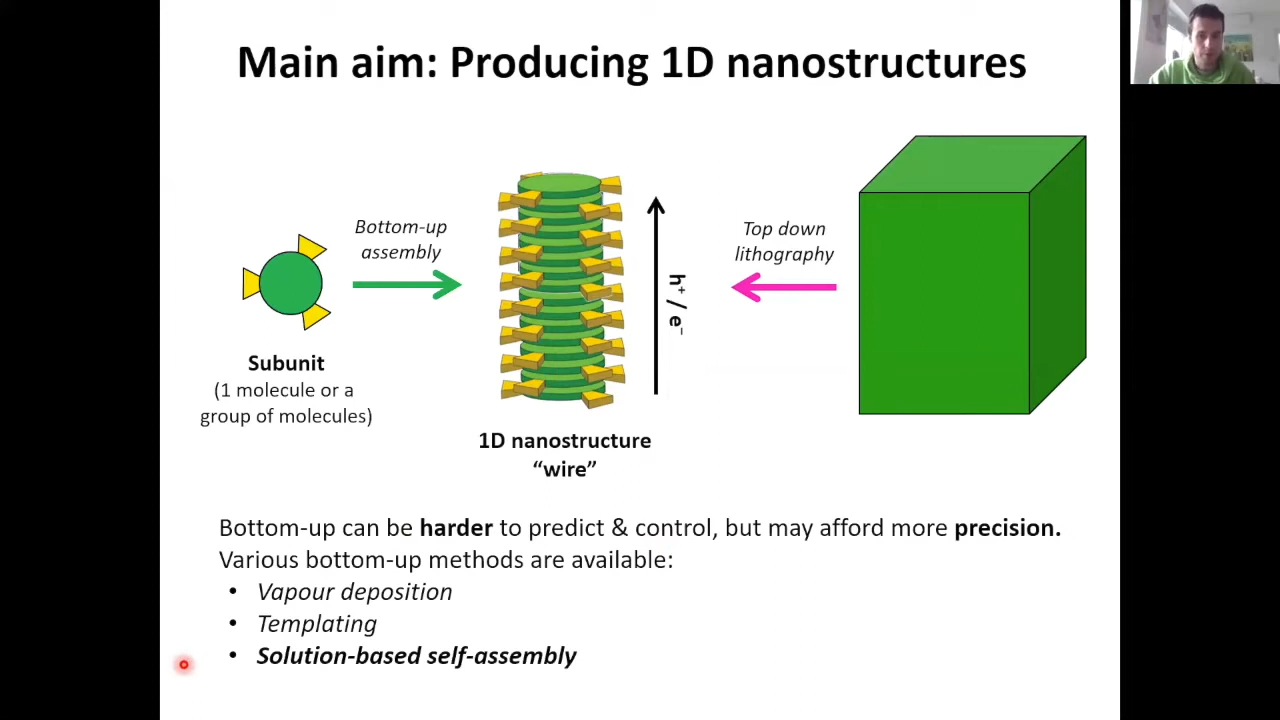 Main aim: Producing 1D nanostructures
Bottom-up
assembly
Top down
lithography
h⁺ / e⁻
Subunit
(1 molecule or a
group of molecules)
1D nanostructure
“wire”
Bottom-up can be harder to predict & control, but may afford more precision.
Various bottom-up methods are available:
• Vapour deposition
• Templating
• Solution-based self-assembly